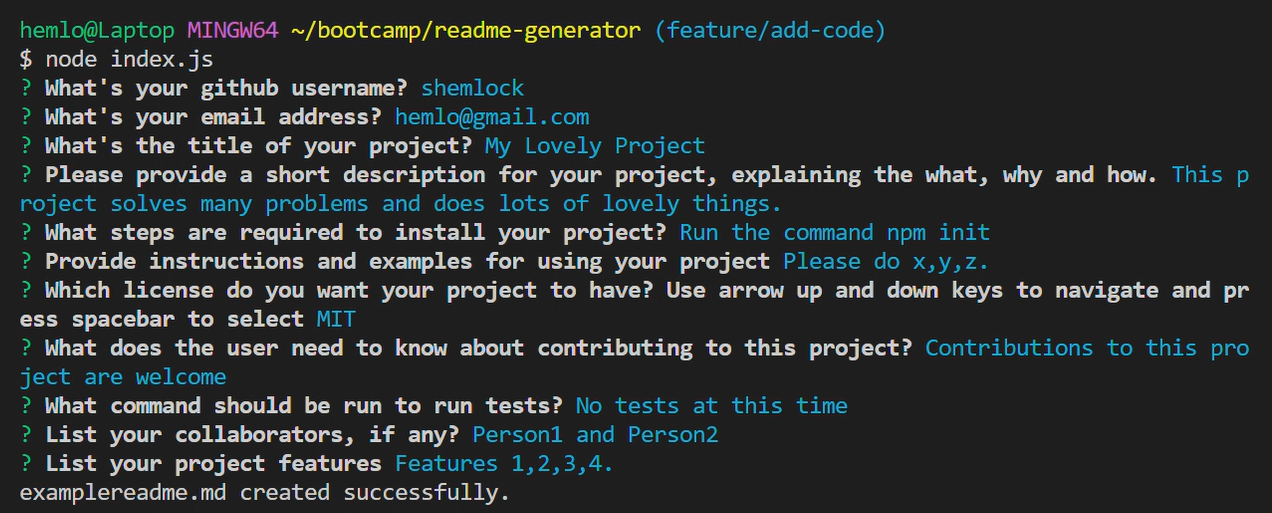 hemlo@Laptop MINGW64 ~/bootcamp/readme-generator (feature/add-code)
$ node index.js
? What's your github username? shemlock
? What's your email address? hemlo@gmail.com
? What's the title of your project? My Lovely Project
? Please provide a short description for your project, explaining the what, why and how. This p
roject solves many problems and does lots of lovely things.
? What steps are required to install your project? Run the command npm init
? Provide instructions and examples for using your project Please do x,y,z.
? Which license do you want your project to have? Use arrow up and down keys to navigate and pr
ess spacebar to select MIT
? What does the user need to know about contributing to this project? Contributions to this pro
ject are welcome
? What command should be run to run tests? No tests at this time
? List your collaborators, if any? Person1 and Person2
? List your project features Features 1,2,3,4.
examplereadme.md created successfully.